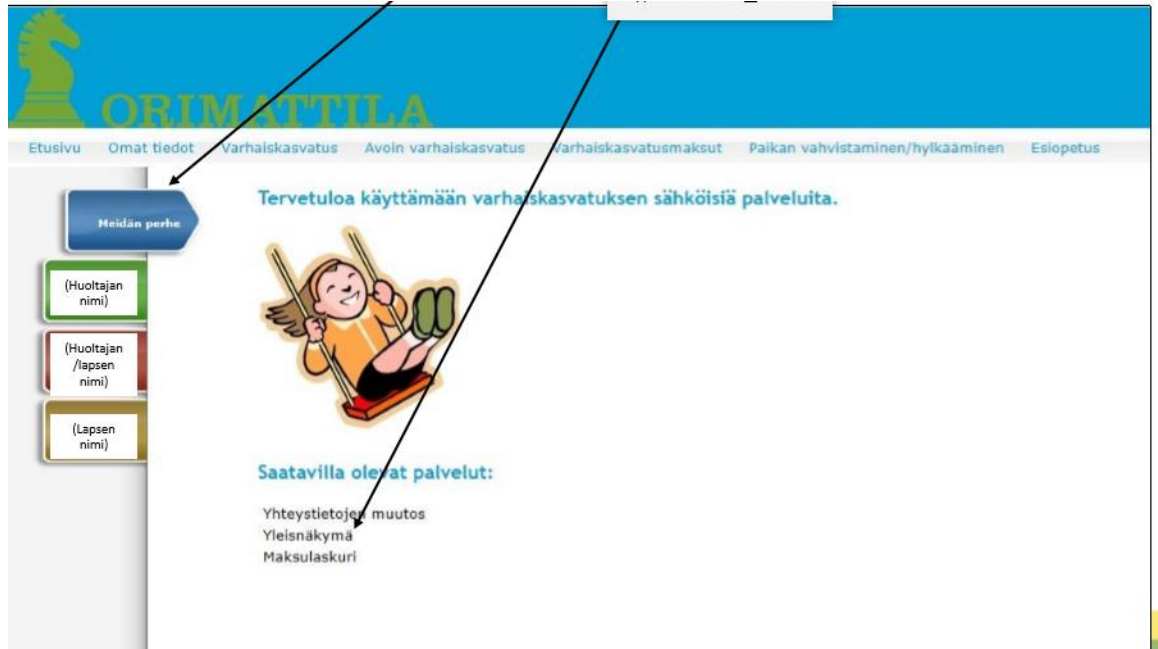 ORIMATTILA
Etusivu Omat tiedot Varhaiskasvatus Avoin varhaiskasvatus Varhaiskasvatusmaksut Paikan vahvistaminen/hylkääminen Esiopetus
Meidän perhe
(Huoltajan
nimi)
(Huoltajan
/lapsen
nimi)
(Lapsen
nimi)
Tervetuloa käyttämään varhaiskasvatuksen sähköisiä palveluita.
Saatavilla olevat palvelut:
Yhteystietojen muutos
Yleisnäkymä
Maksulaskuri